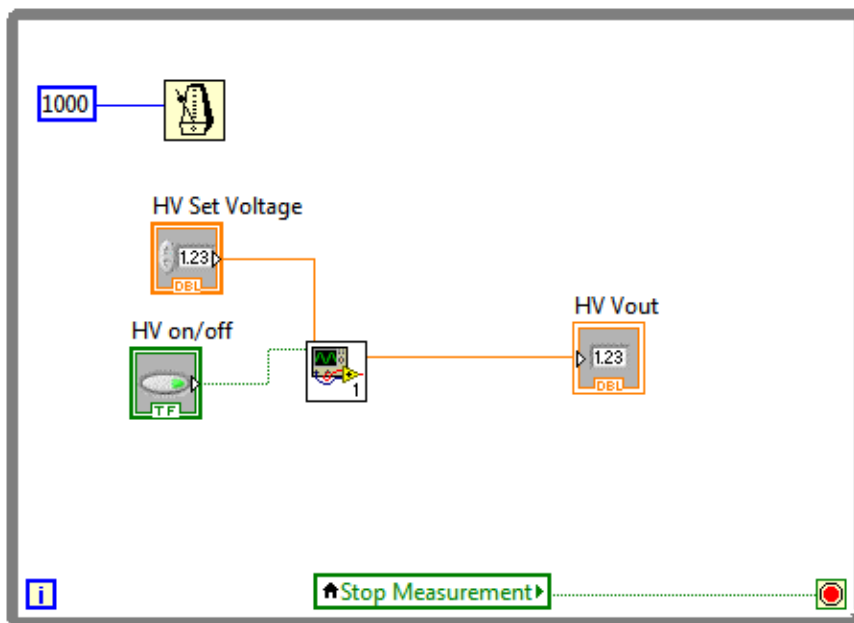 1000
HV Set Voltage
1.23
DBL
HV on/off
TF
1
HV Vout
1.23
DBL
i
Stop Measurement